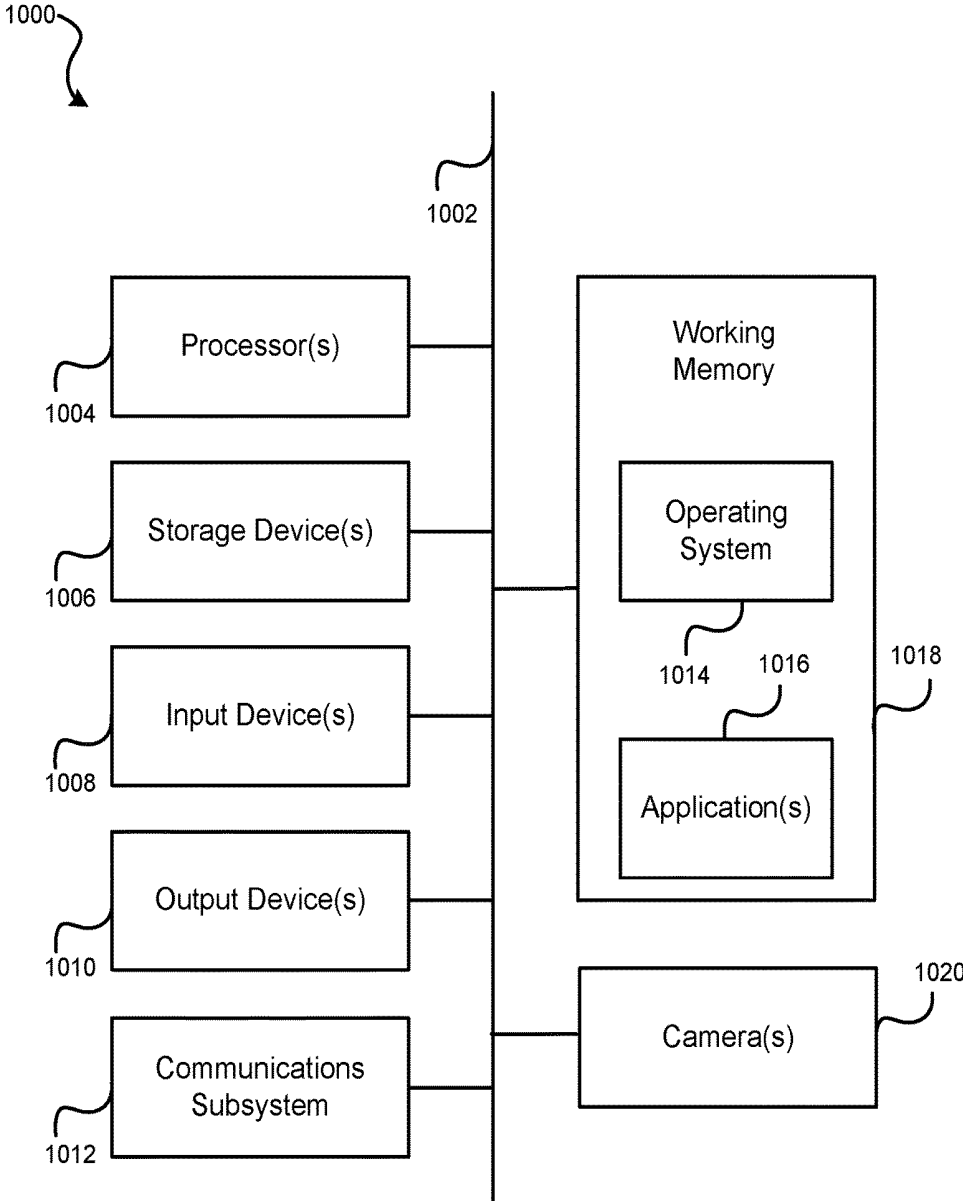 1000
1002
Processor(s)
1004
Storage Device(s)
1006
Input Device(s)
1008
Output Device(s)
1010
Communications
Subsystem
1012
Working
Memory
Operating
System
1014
1016
Application(s)
1018
Camera(s)
1020